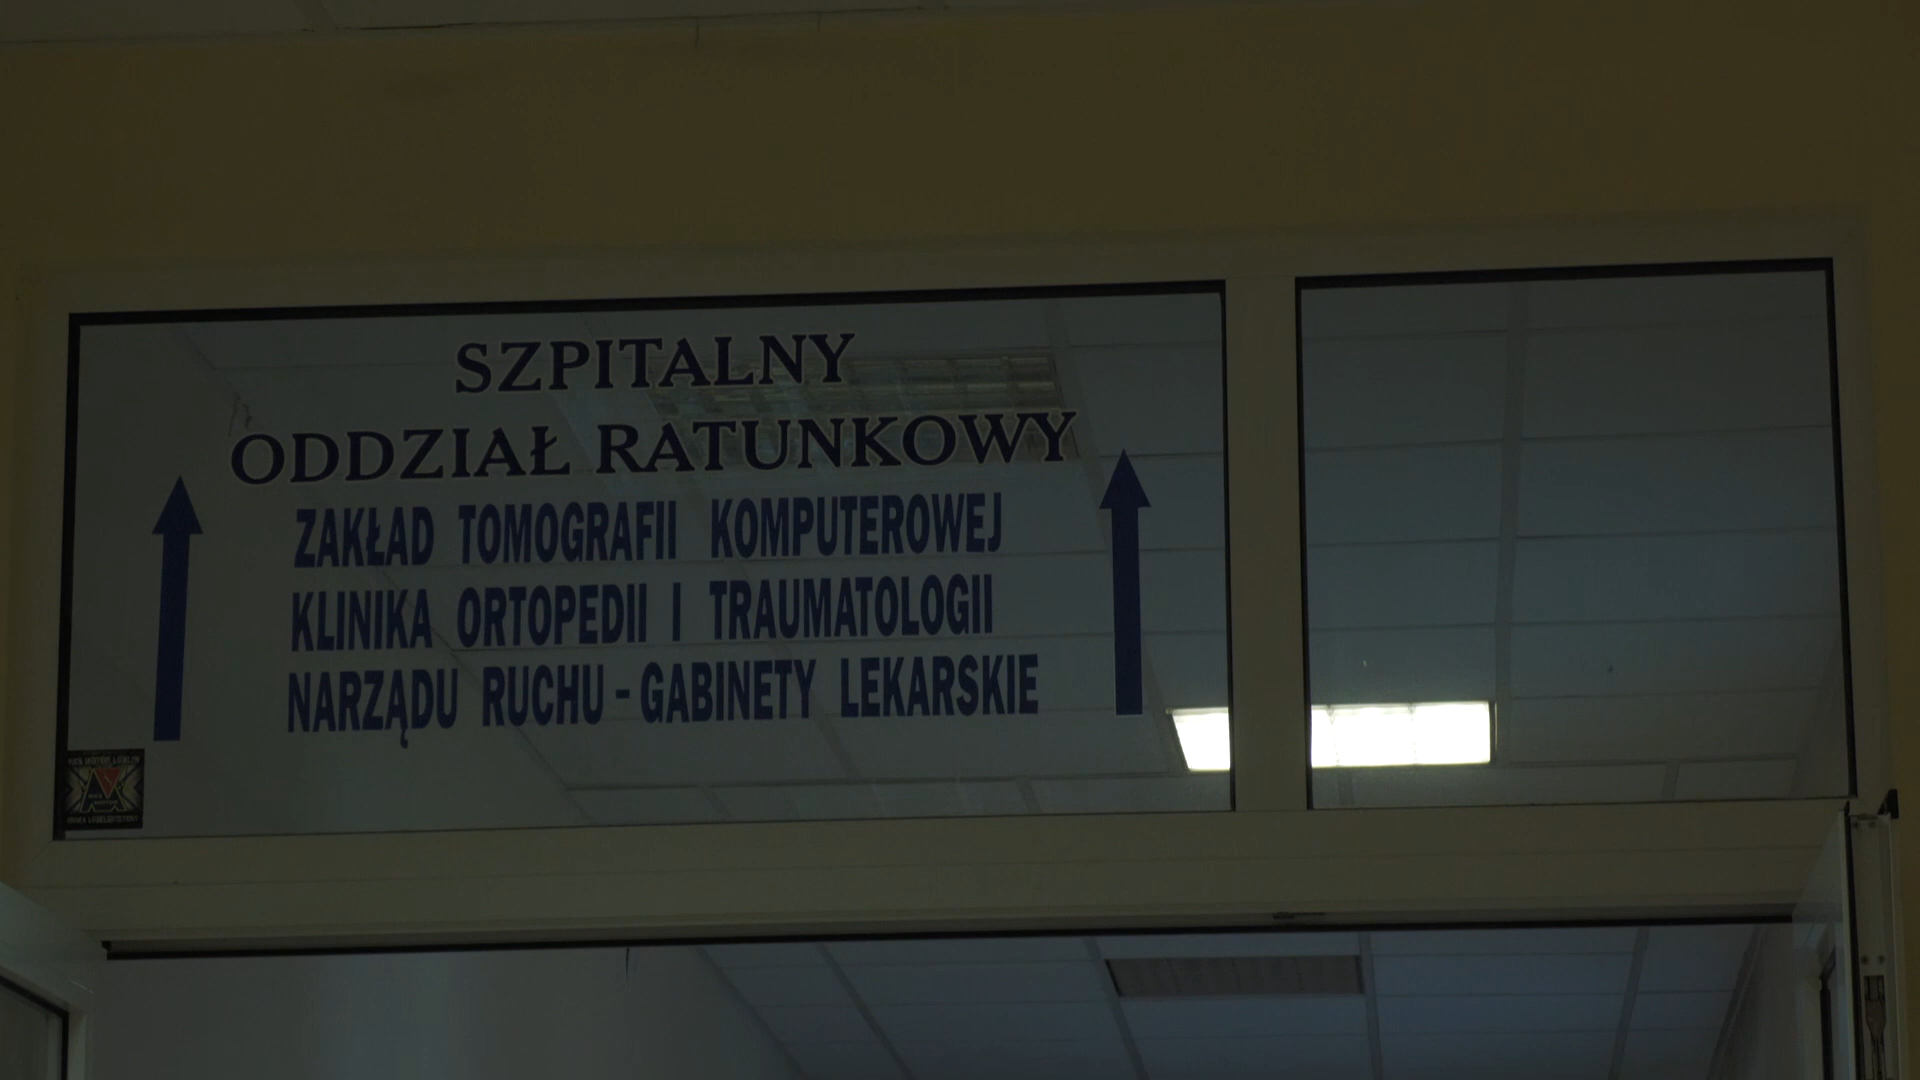 SZPITALNY
ODDZIAŁ RATUNKOWY
ZAKŁAD TOMOGRAFII KOMPUTEROWEJ
KLINIKA ORTOPEDII I TRAUMATOLOGII
NARZĄDU RUCHU - GABINETY LEKARSKIE